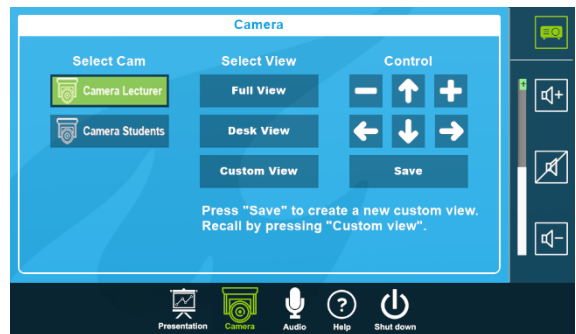 Camera
Select Cam
Select View
Control
Camera Lecturer
Full View
Camera Students
Desk View
Custom View
Save
Press "Save" to create a new custom view.
Recall by pressing "Custom view".
Presentation
Camera
Audio
Help
Shut down